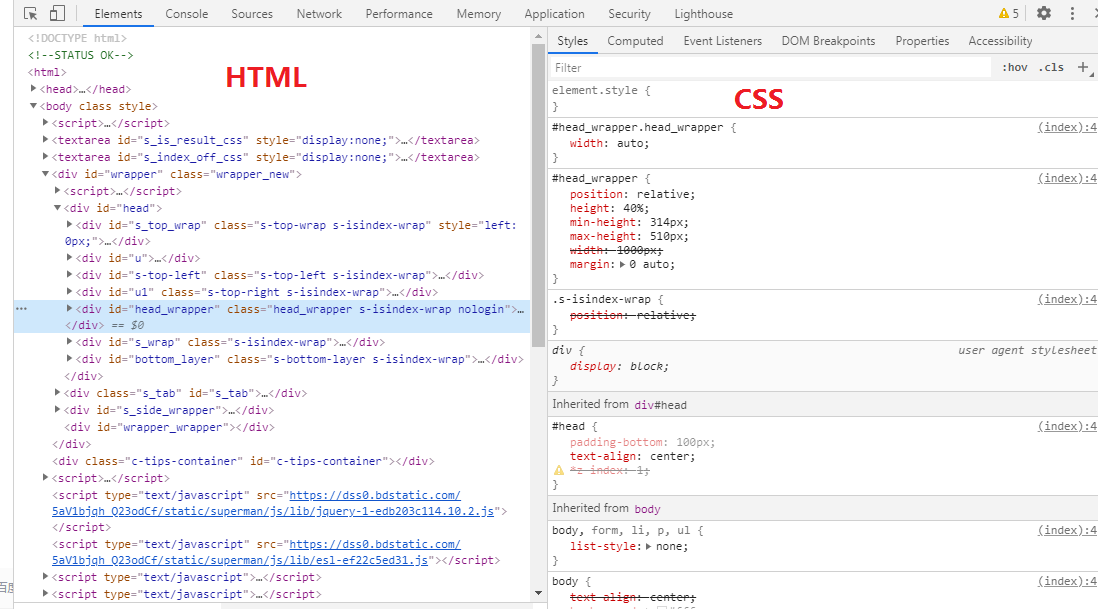 Elements Console Sources Network Performance Memory Application Security Lighthouse 5
<!DOCTYPE html>
<!--STATUS OK-->
<html>
<head>…</head>
<body class style>
<script>…</script>
<textarea id="s_is_result_css" style="display:none;">…</textarea>
<textarea id="s_index_off_css" style="display:none;">…</textarea>
<div id="wrapper" class="wrapper_new">
<script>…</script>
<div id="head">
<div id="s_top_wrap" class="s-top-wrap s-isindex-wrap" style="left:
0px;">…</div>
<div id="u">…</div>
<div id="s-top-left" class="s-top-left s-isindex-wrap">…</div>
<div id="u1" class="s-top-right s-isindex-wrap">…</div>
<div id="head_wrapper" class="head_wrapper s-isindex-wrap nologin">…
</div> == $0
<div id="s_wrap" class="s-isindex-wrap">…</div>
<div id="bottom_layer" class="s-bottom-layer s-isindex-wrap">…</div>
</div>
<div class="s_tab" id="s_tab">…</div>
<div id="s_side_wrapper">…</div>
<div id="wrapper_wrapper"></div>
</div>
<div class="c-tips-container" id="c-tips-container"></div>
<script>…</script>
<script type="text/javascript" src="https://dss0.bdstatic.com/
5aV1bjqh_Q23odCf/static/superman/js/lib/jquery-1-edb203c114.10.2.js">
</script>
<script type="text/javascript" src="https://dss0.bdstatic.com/
5aV1bjqh_Q23odCf/static/superman/js/lib/esl-ef22c5ed31.js"></script>
<script type="text/javascript">…</script>
<script type="text/javascript">…</script>
HTML
百度
Styles Computed Event Listeners DOM Breakpoints Properties Accessibility
Filter :hov .cls +
element.style {
}
CSS
#head_wrapper.head_wrapper { (index):4
width: auto;
}
#head_wrapper { (index):4
position: relative;
height: 40%;
min-height: 314px;
max-height: 510px;
width: 1000px;
margin: 0 auto;
}
.s-isindex-wrap { (index):4
position: relative;
}
div { user agent stylesheet
display: block;
}
Inherited from div#head
#head { (index):4
padding-bottom: 100px;
text-align: center;
*z-index: 1;
}
Inherited from body
body, form, li, p, ul { (index):4
list-style: none;
}
body { (index):4
text-align: center;